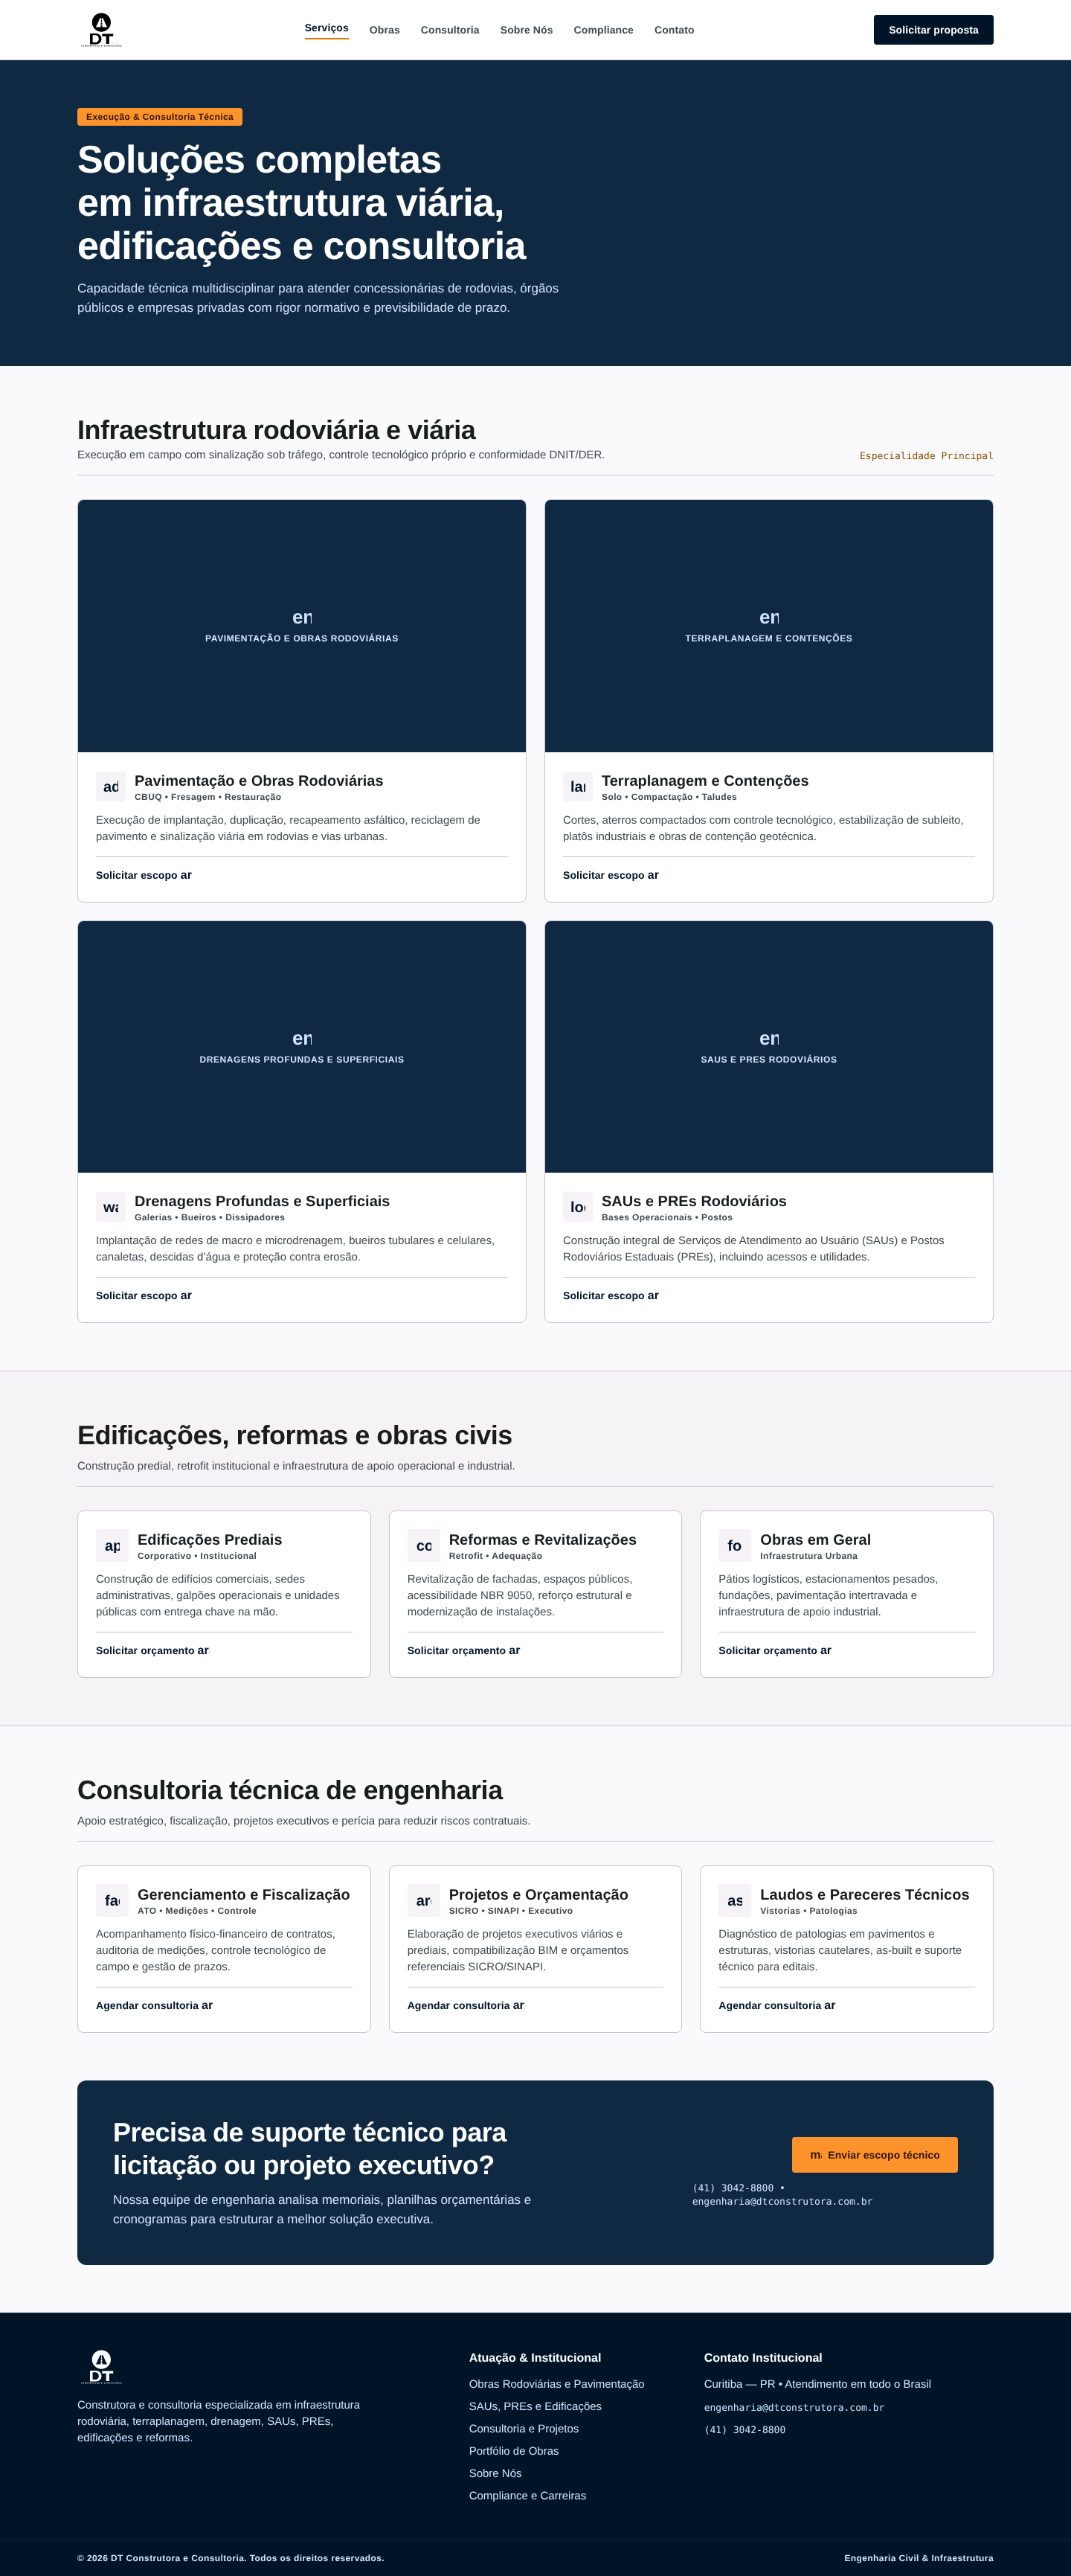 DT
Serviços
Obras
Consultoria
Sobre Nós
Compliance
Contato
Solicitar proposta
Execução & Consultoria Técnica
Soluções completas
em infraestrutura viária,
edificações e consultoria
Capacidade técnica multidisciplinar para atender concessionárias de rodovias, órgãos
públicos e empresas privadas com rigor normativo e previsibilidade de prazo.
Infraestrutura rodoviária e viária
Execução em campo com sinalização sob tráfego, controle tecnológico próprio e conformidade DNIT/DER.
Especialidade Principal
en
PAVIMENTAÇÃO E OBRAS RODOVIÁRIAS
en
TERRAPLANAGEM E CONTENÇÕES
ad
Pavimentação e Obras Rodoviárias
CBUQ • Fresagem • Restauração
Execução de implantação, duplicação, recapeamento asfáltico, reciclagem de
pavimento e sinalização viária em rodovias e vias urbanas.
Solicitar escopo ar
lan
Terraplanagem e Contenções
Solo • Compactação • Taludes
Cortes, aterros compactados com controle tecnológico, estabilização de subleito,
platôs industriais e obras de contenção geotécnica.
Solicitar escopo ar
en
DRENAGENS PROFUNDAS E SUPERFICIAIS
en
SAUS E PRES RODOVIÁRIOS
wa
Drenagens Profundas e Superficiais
Galerias • Bueiros • Dissipadores
Implantação de redes de macro e microdrenagem, bueiros tubulares e celulares,
canaletas, descidas d’água e proteção contra erosão.
Solicitar escopo ar
loc
SAUs e PREs Rodoviários
Bases Operacionais • Postos
Construção integral de Serviços de Atendimento ao Usuário (SAUs) e Postos
Rodoviários Estaduais (PREs), incluindo acessos e utilidades.
Solicitar escopo ar
Edificações, reformas e obras civis
Construção predial, retrofit institucional e infraestrutura de apoio operacional e industrial.
ap
Edificações Prediais
Corporativo • Institucional
Construção de edifícios comerciais, sedes
administrativas, galpões operacionais e unidades
públicas com entrega chave na mão.
Solicitar orçamento ar
co
Reformas e Revitalizações
Retrofit • Adequação
Revitalização de fachadas, espaços públicos,
acessibilidade NBR 9050, reforço estrutural e
modernização de instalações.
Solicitar orçamento ar
fo
Obras em Geral
Infraestrutura Urbana
Pátios logísticos, estacionamentos pesados,
fundações, pavimentação intertravada e
infraestrutura de apoio industrial.
Solicitar orçamento ar
Consultoria técnica de engenharia
Apoio estratégico, fiscalização, projetos executivos e perícia para reduzir riscos contratuais.
fac
Gerenciamento e Fiscalização
ATO • Medições • Controle
Acompanhamento físico-financeiro de contratos,
auditoria de medições, controle tecnológico de
campo e gestão de prazos.
Agendar consultoria ar
arc
Projetos e Orçamentação
SICRO • SINAPI • Executivo
Elaboração de projetos executivos viários e
prediais, compatibilização BIM e orçamentos
referenciais SICRO/SINAPI.
Agendar consultoria ar
as
Laudos e Pareceres Técnicos
Vistorias • Patologias
Diagnóstico de patologias em pavimentos e
estruturas, vistorias cautelares, as-built e suporte
técnico para editais.
Agendar consultoria ar
Precisa de suporte técnico para
licitação ou projeto executivo?
Nossa equipe de engenharia analisa memoriais, planilhas orçamentárias e
cronogramas para estruturar a melhor solução executiva.
ma Enviar escopo técnico
(41) 3042-8800 •
engenharia@dtconstrutora.com.br
DT
Construtora e consultoria especializada em infraestrutura
rodoviária, terraplanagem, drenagem, SAUs, PREs,
edificações e reformas.
Atuação & Institucional
Obras Rodoviárias e Pavimentação
SAUs, PREs e Edificações
Consultoria e Projetos
Portfólio de Obras
Sobre Nós
Compliance e Carreiras
Contato Institucional
Curitiba — PR • Atendimento em todo o Brasil
engenharia@dtconstrutora.com.br
(41) 3042-8800
© 2026 DT Construtora e Consultoria. Todos os direitos reservados.
Engenharia Civil & Infraestrutura